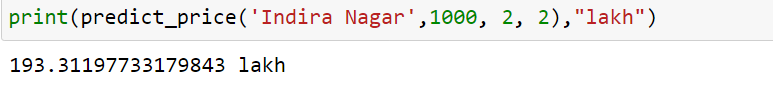 print(predict_price('Indira Nagar',1000, 2, 2),"lakh")
193.31197733179843 lakh